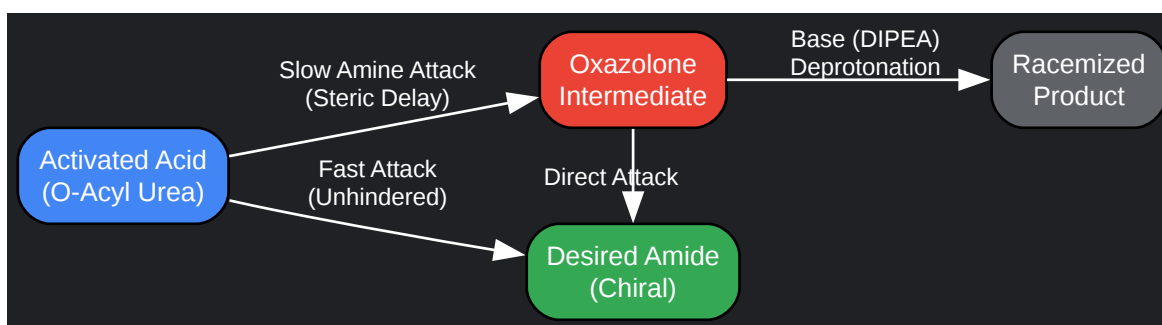 Base (DIPEA)
Deprotonation
Oxazolone
Intermediate
Racemized
Product
Slow Amine Attack
(Steric Delay)
Activated Acid
(O-Acyl Urea)
Fast Attack
(Unhindered)
Direct Attack
Desired Amide
(Chiral)